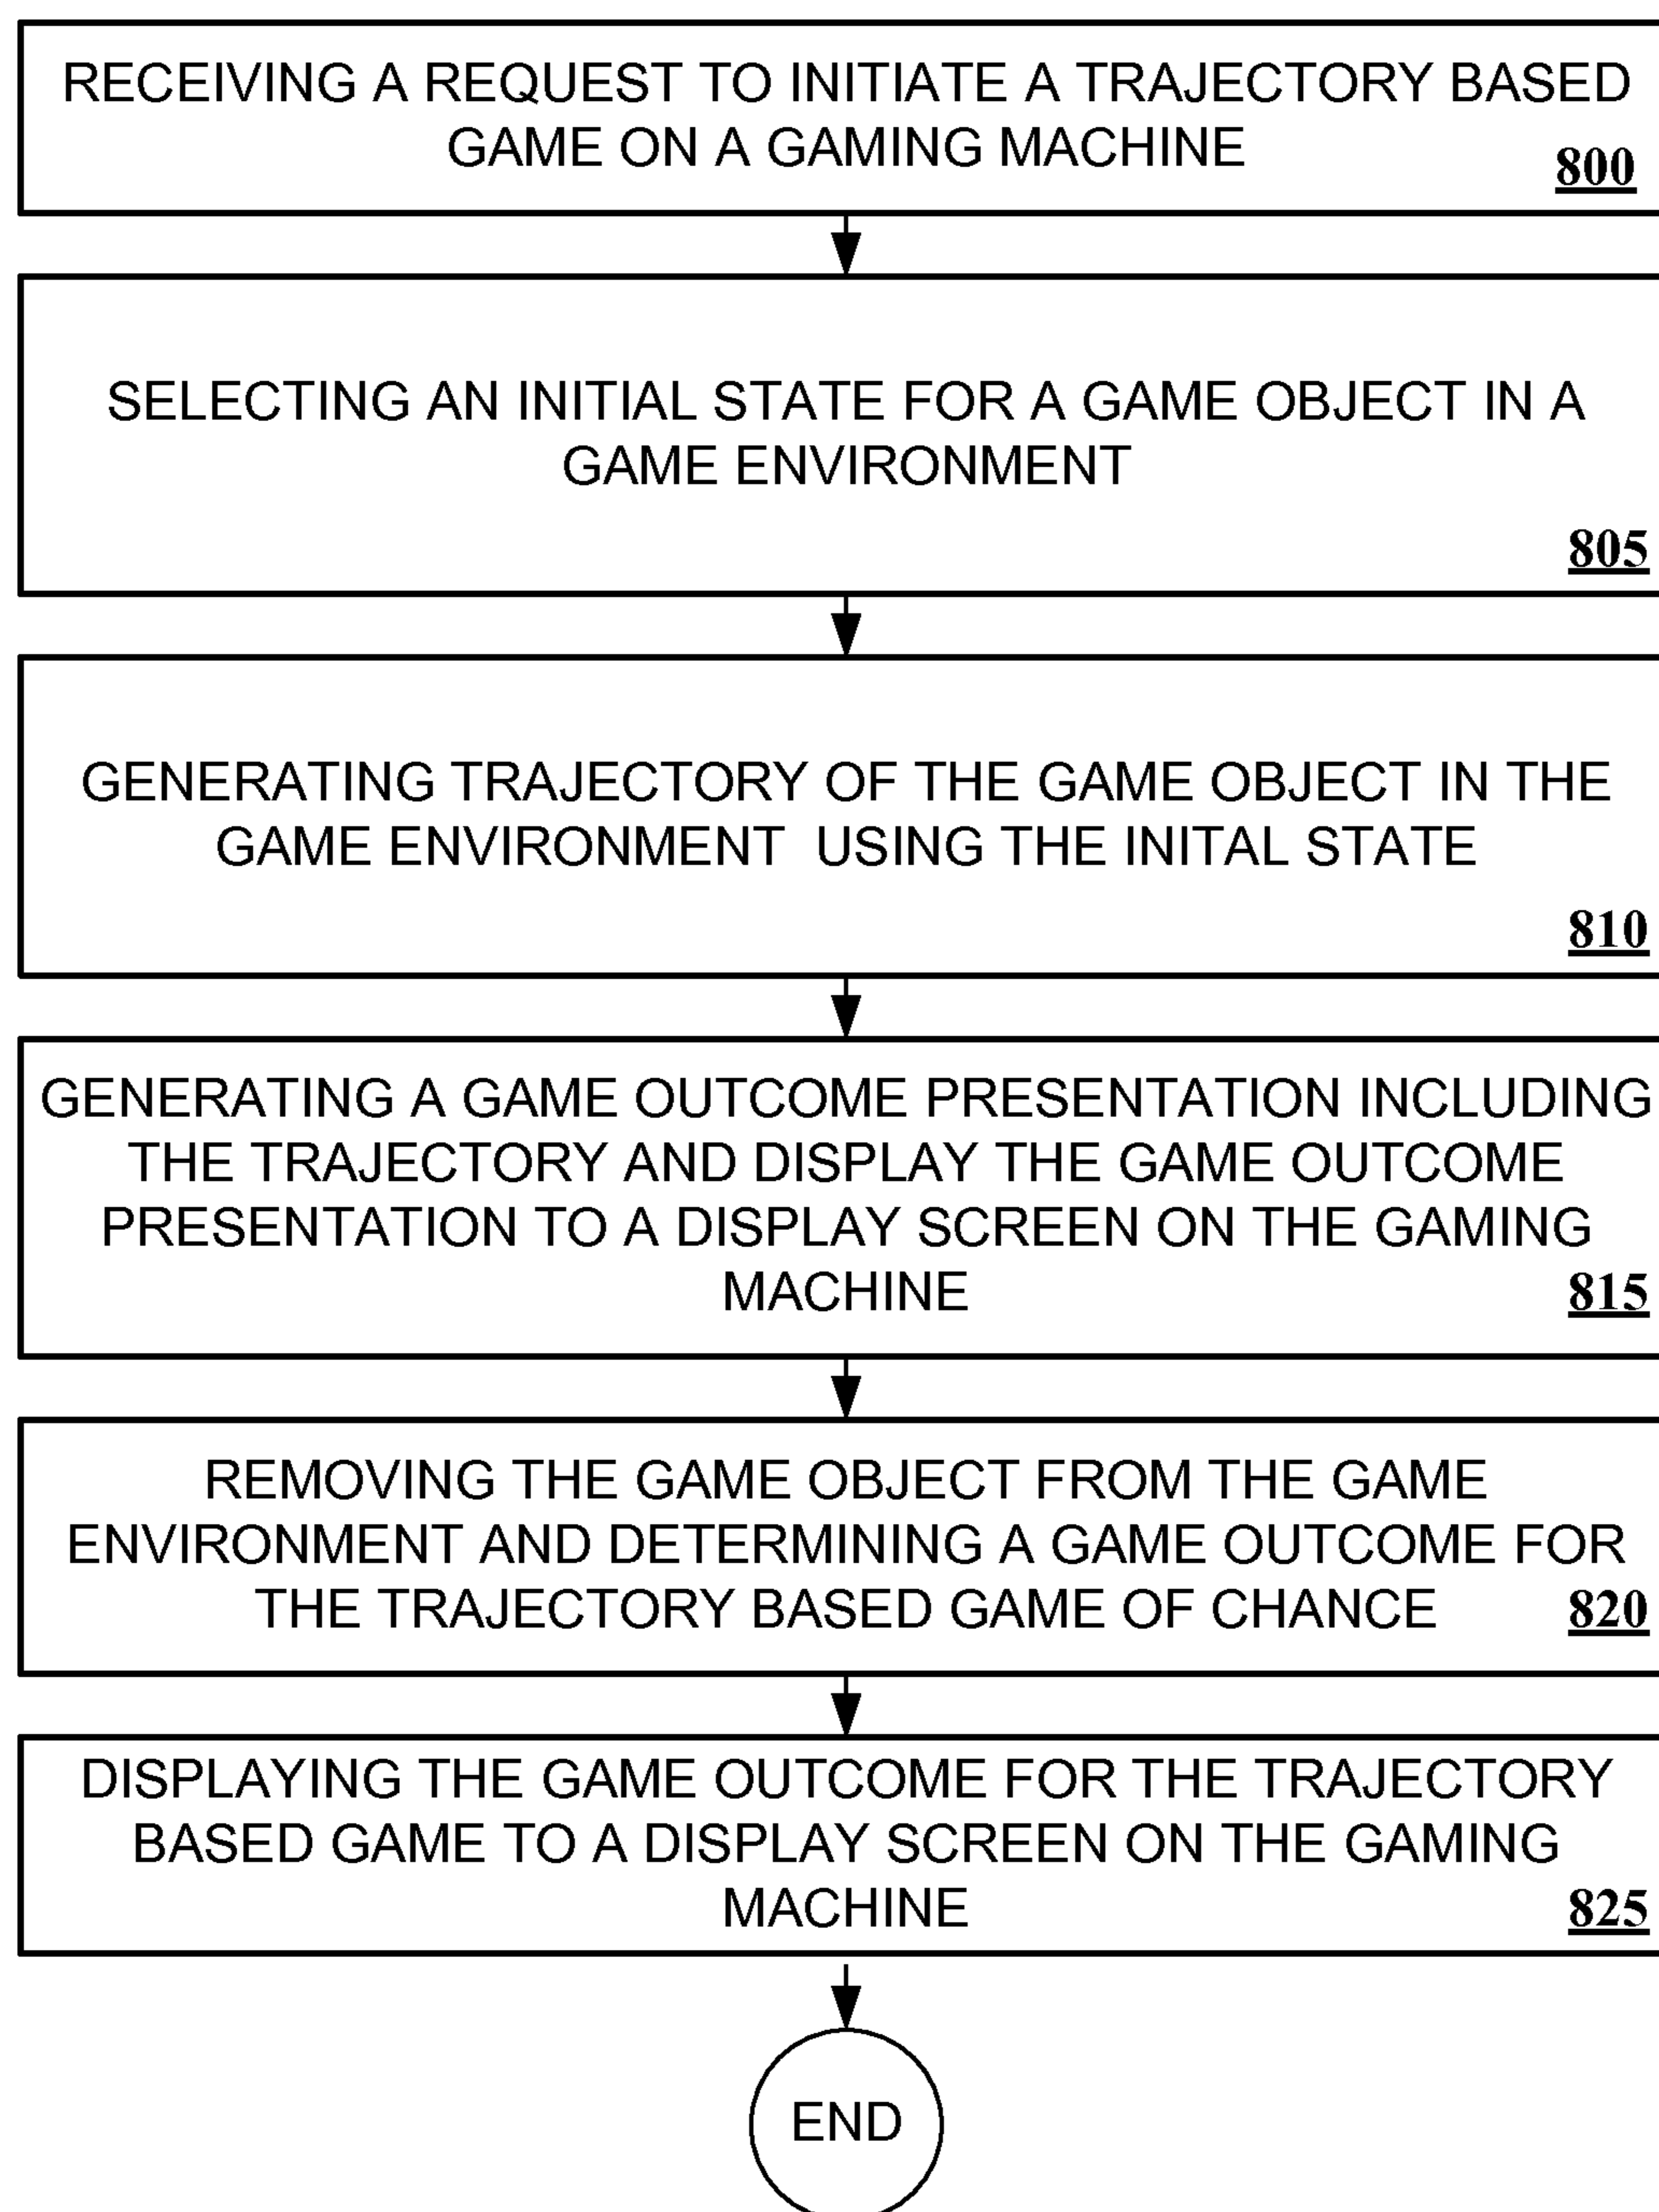 RECEIVING A REQUEST TO INITIATE A TRAJECTORY BASED
GAME ON A GAMING MACHINE
800
SELECTING AN INITIAL STATE FOR A GAME OBJECT IN A
GAME ENVIRONMENT
805
GENERATING TRAJECTORY OF THE GAME OBJECT IN THE
GAME ENVIRONMENT USING THE INITAL STATE
810
GENERATING A GAME OUTCOME PRESENTATION INCLUDING
THE TRAJECTORY AND DISPLAY THE GAME OUTCOME
PRESENTATION TO A DISPLAY SCREEN ON THE GAMING
MACHINE
815
REMOVING THE GAME OBJECT FROM THE GAME
ENVIRONMENT AND DETERMINING A GAME OUTCOME FOR
THE TRAJECTORY BASED GAME OF CHANCE
820
DISPLAYING THE GAME OUTCOME FOR THE TRAJECTORY
BASED GAME TO A DISPLAY SCREEN ON THE GAMING
MACHINE
825
END